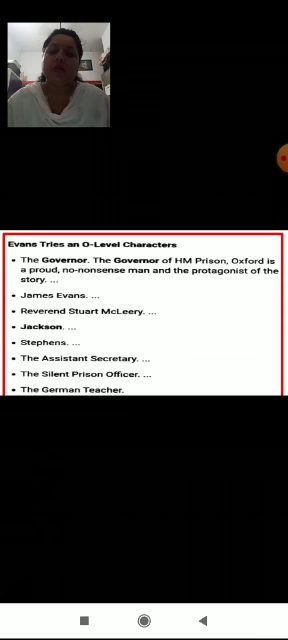 Evans Tries an O-Level Characters
• The Governor. The Governor of HM Prison, Oxford is
a proud, no-nonsense man and the protagonist of the
story. ...
• James Evans. ...
• Reverend Stuart McLeery. ...
• Jackson. ...
• Stephens. ...
• The Assistant Secretary. ...
• The Silent Prison Officer. ...
• The German Teacher.